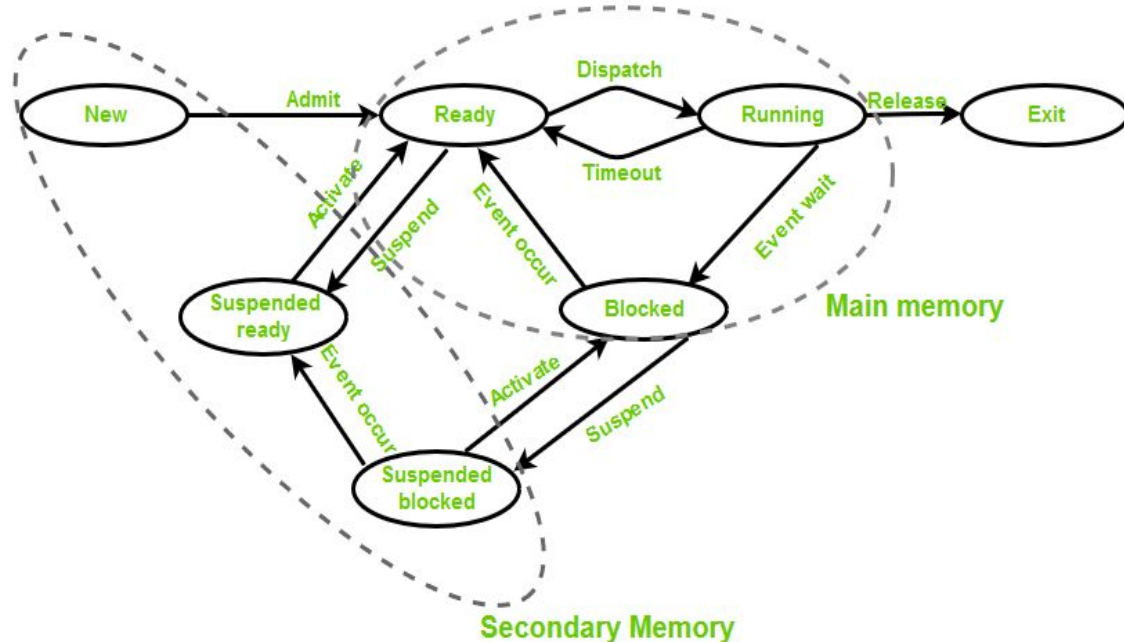 Dispatch
New
Admit
Ready
Running
Release
Exit
Timeout
Activate
Suspend
Event occur
Event wait
Suspended
ready
Blocked
Main memory
Event occur
Activate
Suspend
Suspended
blocked
Secondary Memory